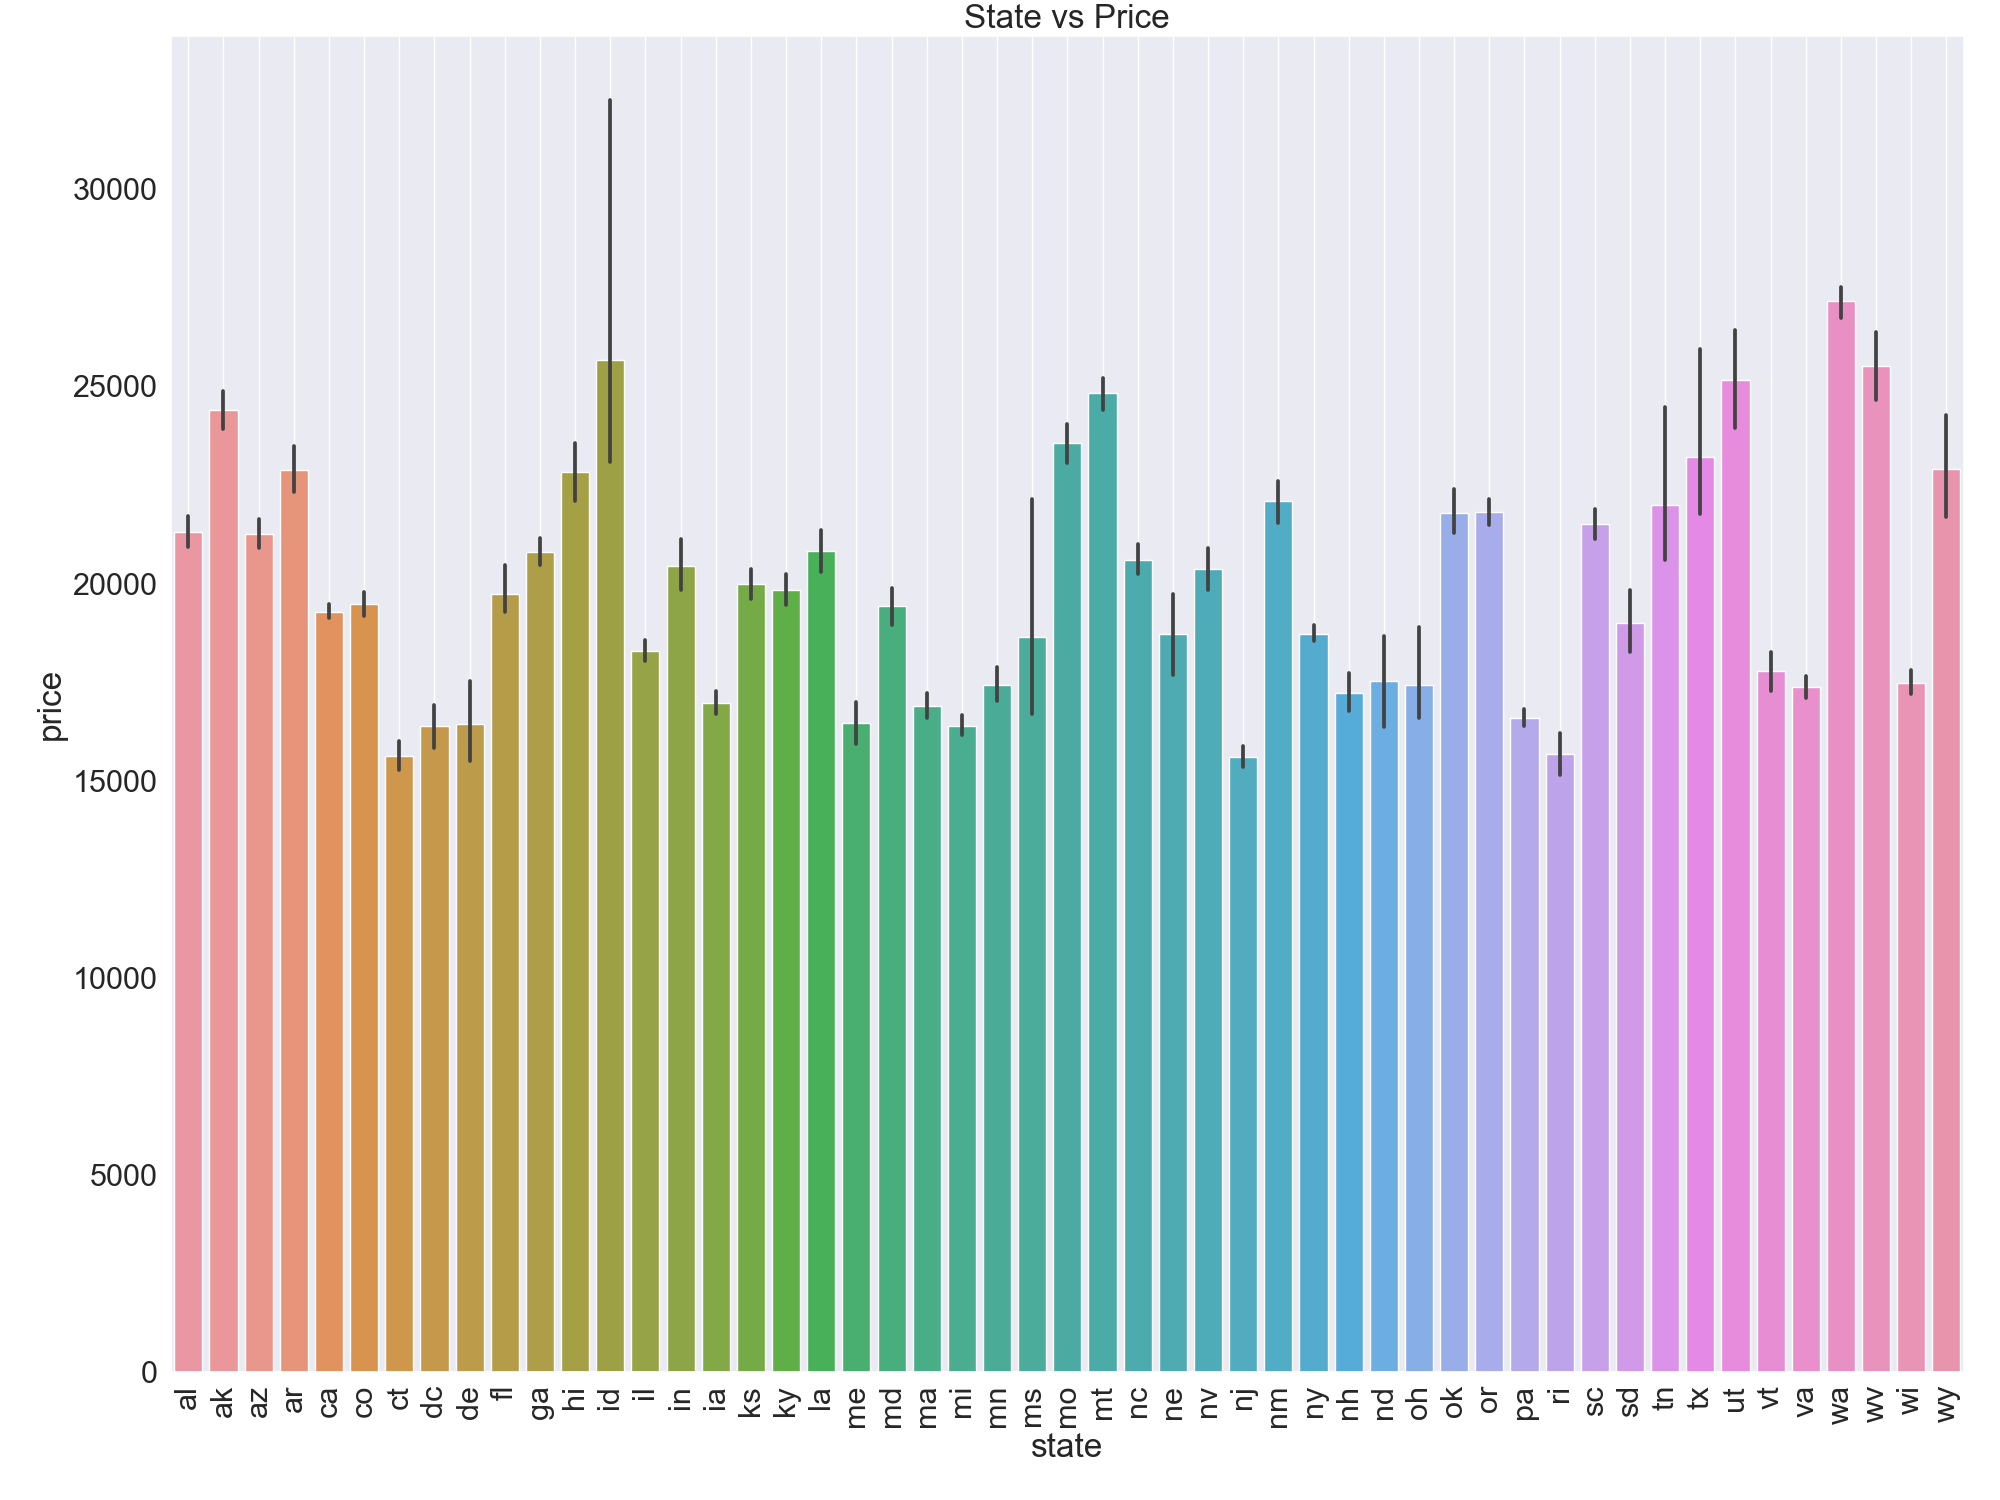 State vs Price
price
30000
25000
20000
15000
10000
5000
0
al ak az ar ca co ct dc de fl ga hi id il in ia ks ky la me md ma mi mn ms mo mt nc ne nv nj nm ny nh nd oh ok or pa ri sc sd tn tx ut vt va wa wv wi wy
state